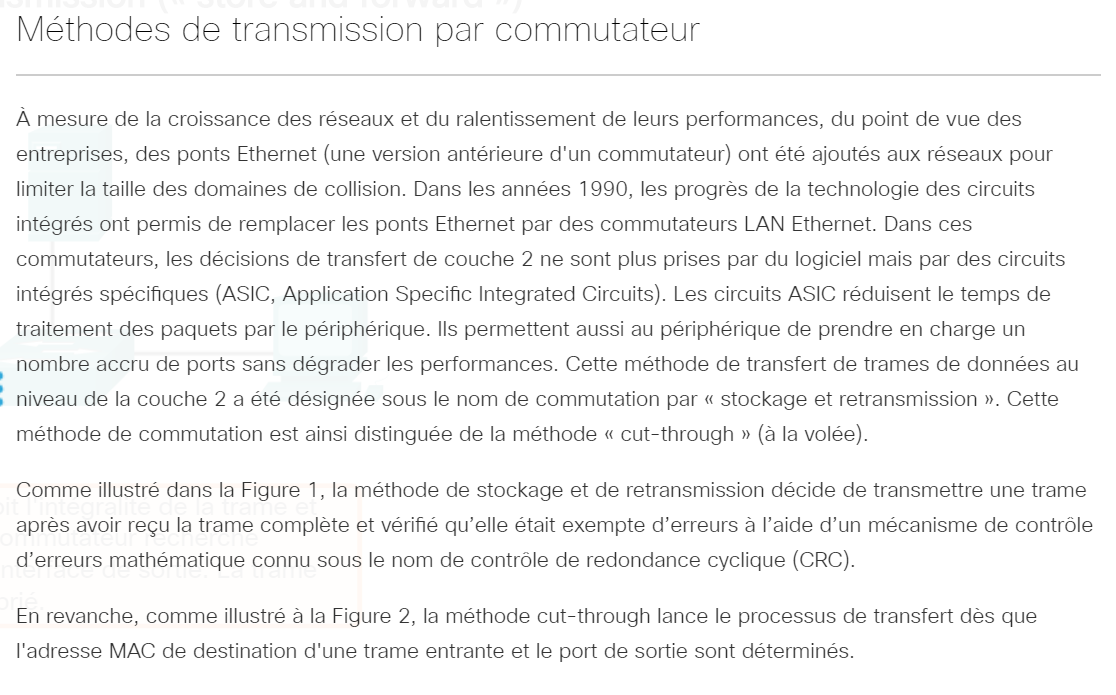 Méthodes de transmission par commutateur
À mesure de la croissance des réseaux et du ralentissement de leurs performances, du point de vue des
entreprises, des ponts Ethernet (une version antérieure d'un commutateur) ont été ajoutés aux réseaux pour
limiter la taille des domaines de collision. Dans les années 1990, les progrès de la technologie des circuits
intégrés ont permis de remplacer les ponts Ethernet par des commutateurs LAN Ethernet. Dans ces
commutateurs, les décisions de transfert de couche 2 ne sont plus prises par du logiciel mais par des circuits
intégrés spécifiques (ASIC, Application Specific Integrated Circuits). Les circuits ASIC réduisent le temps de
traitement des paquets par le périphérique. Ils permettent aussi au périphérique de prendre en charge un
nombre accru de ports sans dégrader les performances. Cette méthode de transfert de trames de données au
niveau de la couche 2 a été désignée sous le nom de commutation par « stockage et retransmission ». Cette
méthode de commutation est ainsi distinguée de la méthode « cut-through » (à la volée).
Comme illustré dans la Figure 1, la méthode de stockage et de retransmission décide de transmettre une trame
après avoir reçu la trame complète et vérifié qu’elle était exempte d’erreurs à l’aide d’un mécanisme de contrôle
d’erreurs mathématique connu sous le nom de contrôle de redondance cyclique (CRC).
En revanche, comme illustré à la Figure 2, la méthode cut-through lance le processus de transfert dès que
l'adresse MAC de destination d'une trame entrante et le port de sortie sont déterminés.